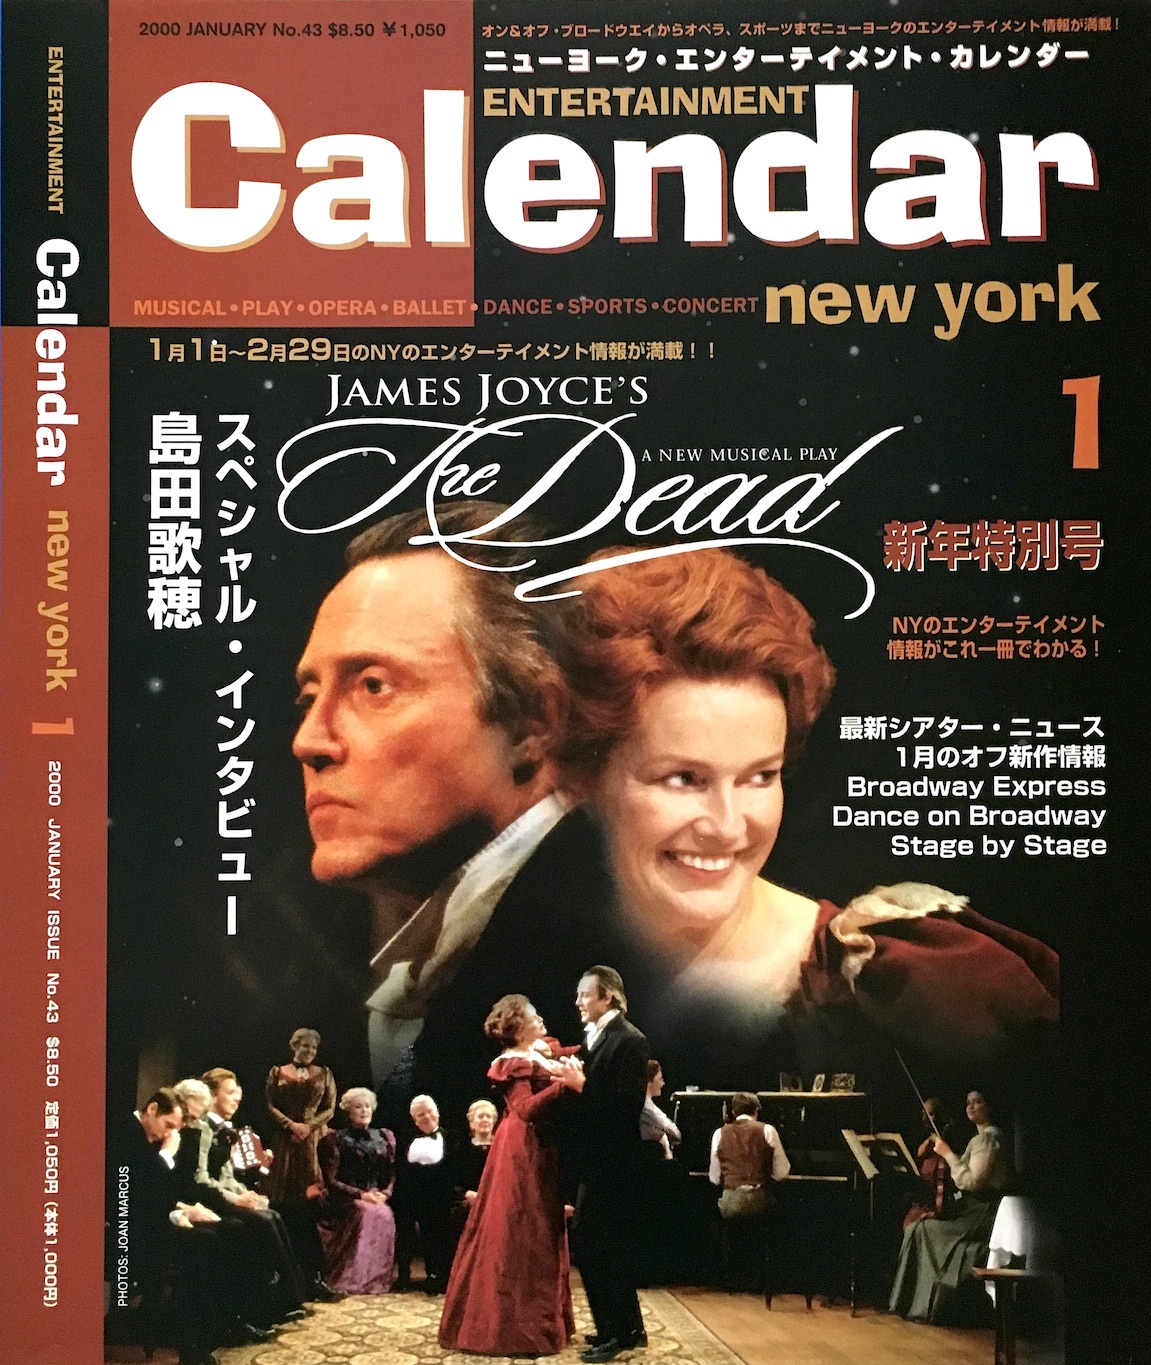 2000 JANUARY No.43 $8.50 ¥1,050
オン&オフ・ブロードウエイからオペラ、スポーツまでニューヨークのエンターテイメント情報が満載！
ニューヨーク・エンターテイメント・カレンダー
ENTERTAINMENT
Calendar
new york
MUSICAL•PLAY•OPERA•BALLET•DANCE•SPORTS•CONCERT
1月1日〜2月29日のNYのエンターテイメント情報が満載！！
1
JAMES JOYCE'S
The Dead
A NEW MUSICAL PLAY
スペシャル・インタビュー
島田歌穂
新年特別号
NYのエンターテイメント
情報がこれ一冊でわかる！
最新シアター・ニュース
1月のオフ新作情報
Broadway Express
Dance on Broadway
Stage by Stage
PHOTOS: JOAN MARCUS
ENTERTAINMENT Calendar new york 1 2000 JANUARY ISSUE No.43 $8.50 定価1,050円（本体1,000円）